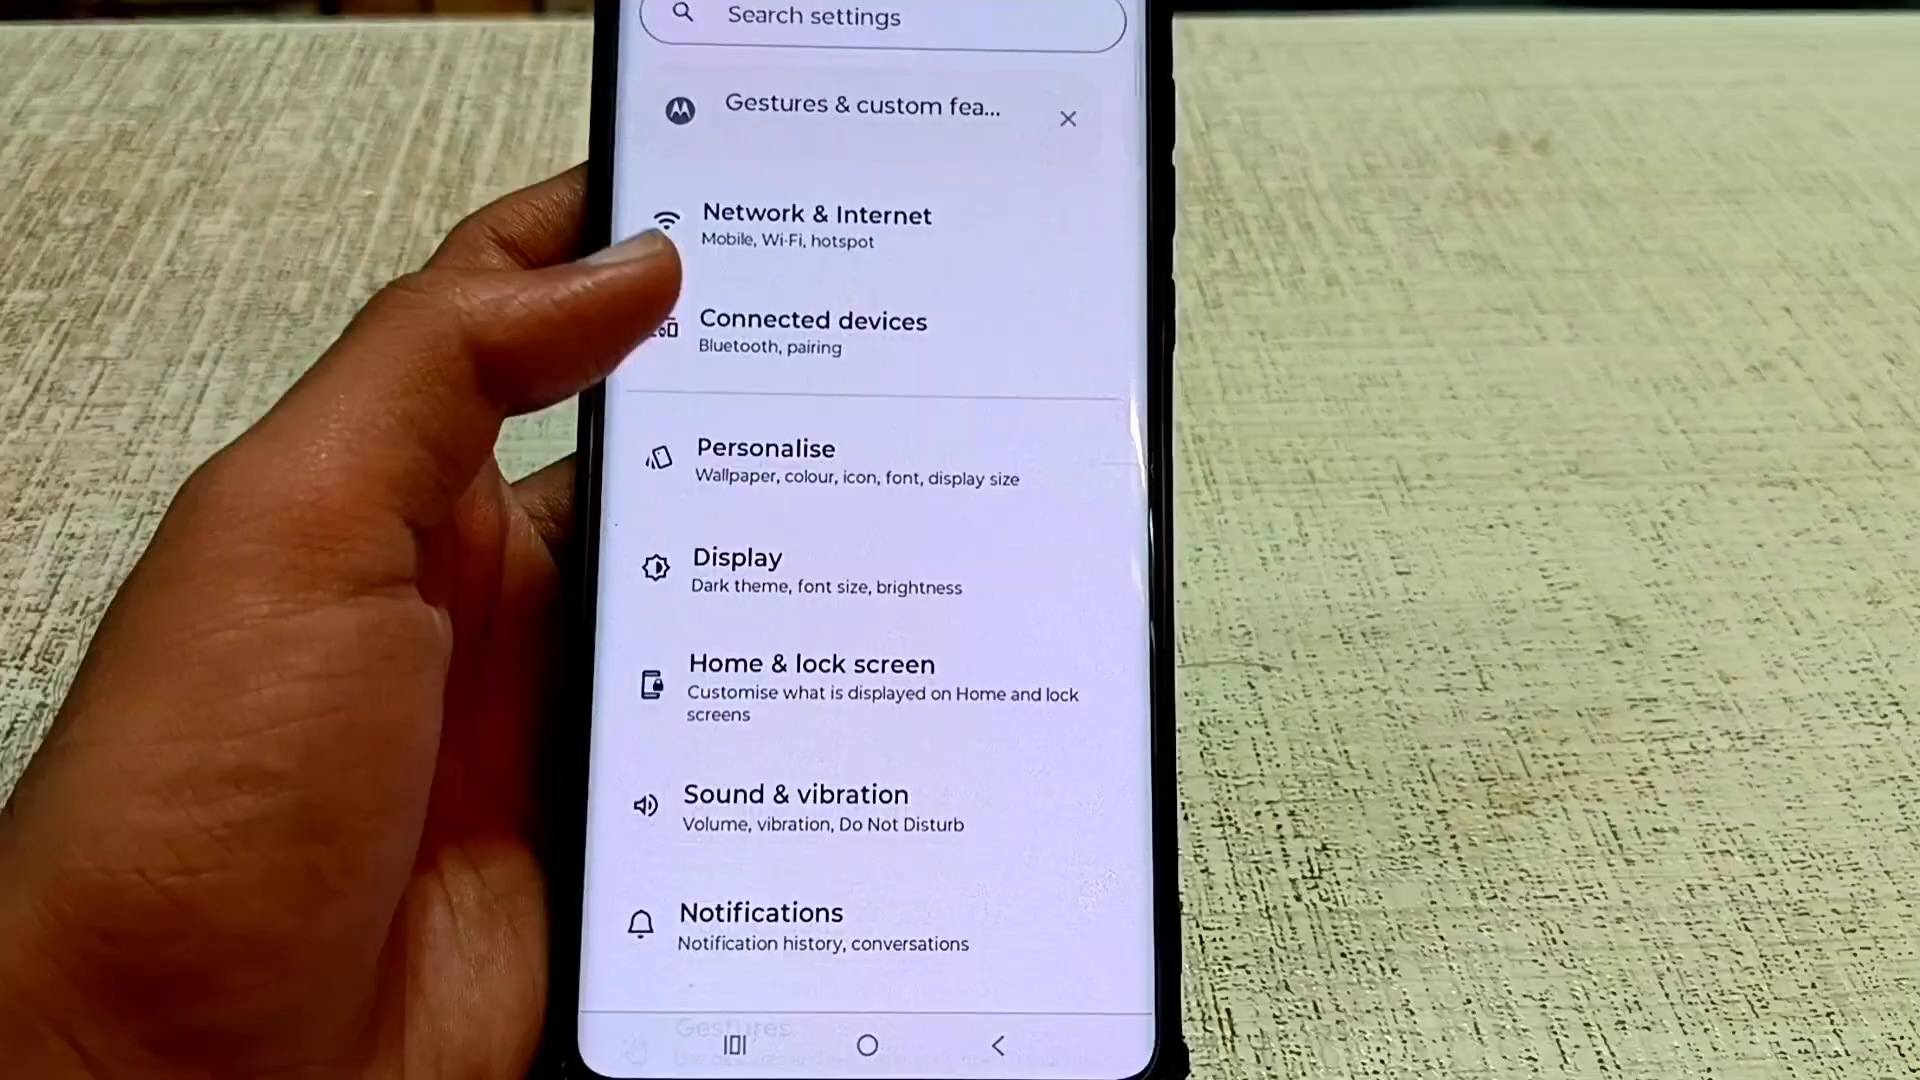 Search settings
Gestures & custom fea...
Network & Internet
Mobile, Wi-Fi, hotspot
Connected devices
Bluetooth, pairing
Personalise
Wallpaper, colour, icon, font, display size
Display
Dark theme, font size, brightness
Home & lock screen
Customise what is displayed on Home and lock
screens
Sound & vibration
Volume, vibration, Do Not Disturb
Notifications
Notification history, conversations
Gestures